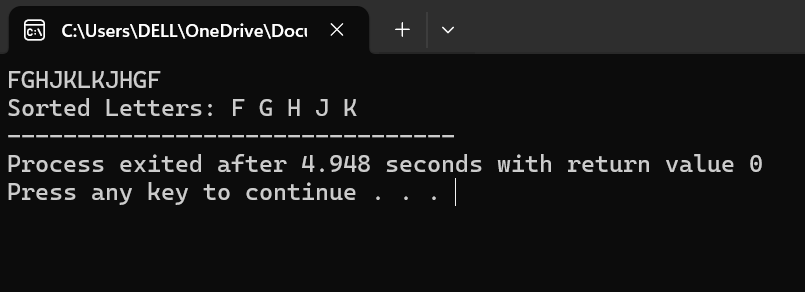 C:\Users\DELL\OneDrive\Docu
FGHJKLKJHGF
Sorted Letters: F G H J K
--------------------------------
Process exited after 4.948 seconds with return value 0
Press any key to continue . . .